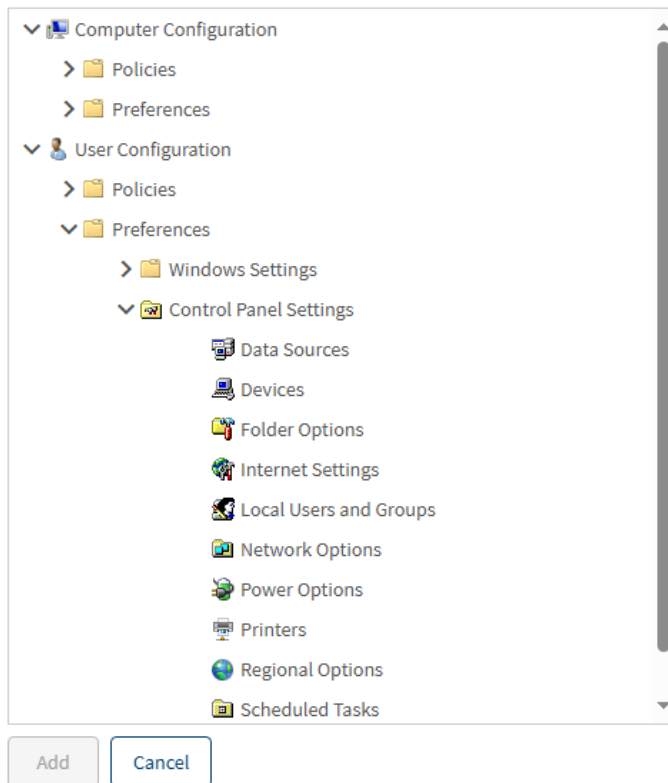 Computer Configuration
Policies
Preferences
User Configuration
Policies
Preferences
Windows Settings
Control Panel Settings
Data Sources
Devices
Folder Options
Internet Settings
Local Users and Groups
Network Options
Power Options
Printers
Regional Options
Scheduled Tasks
Add Cancel